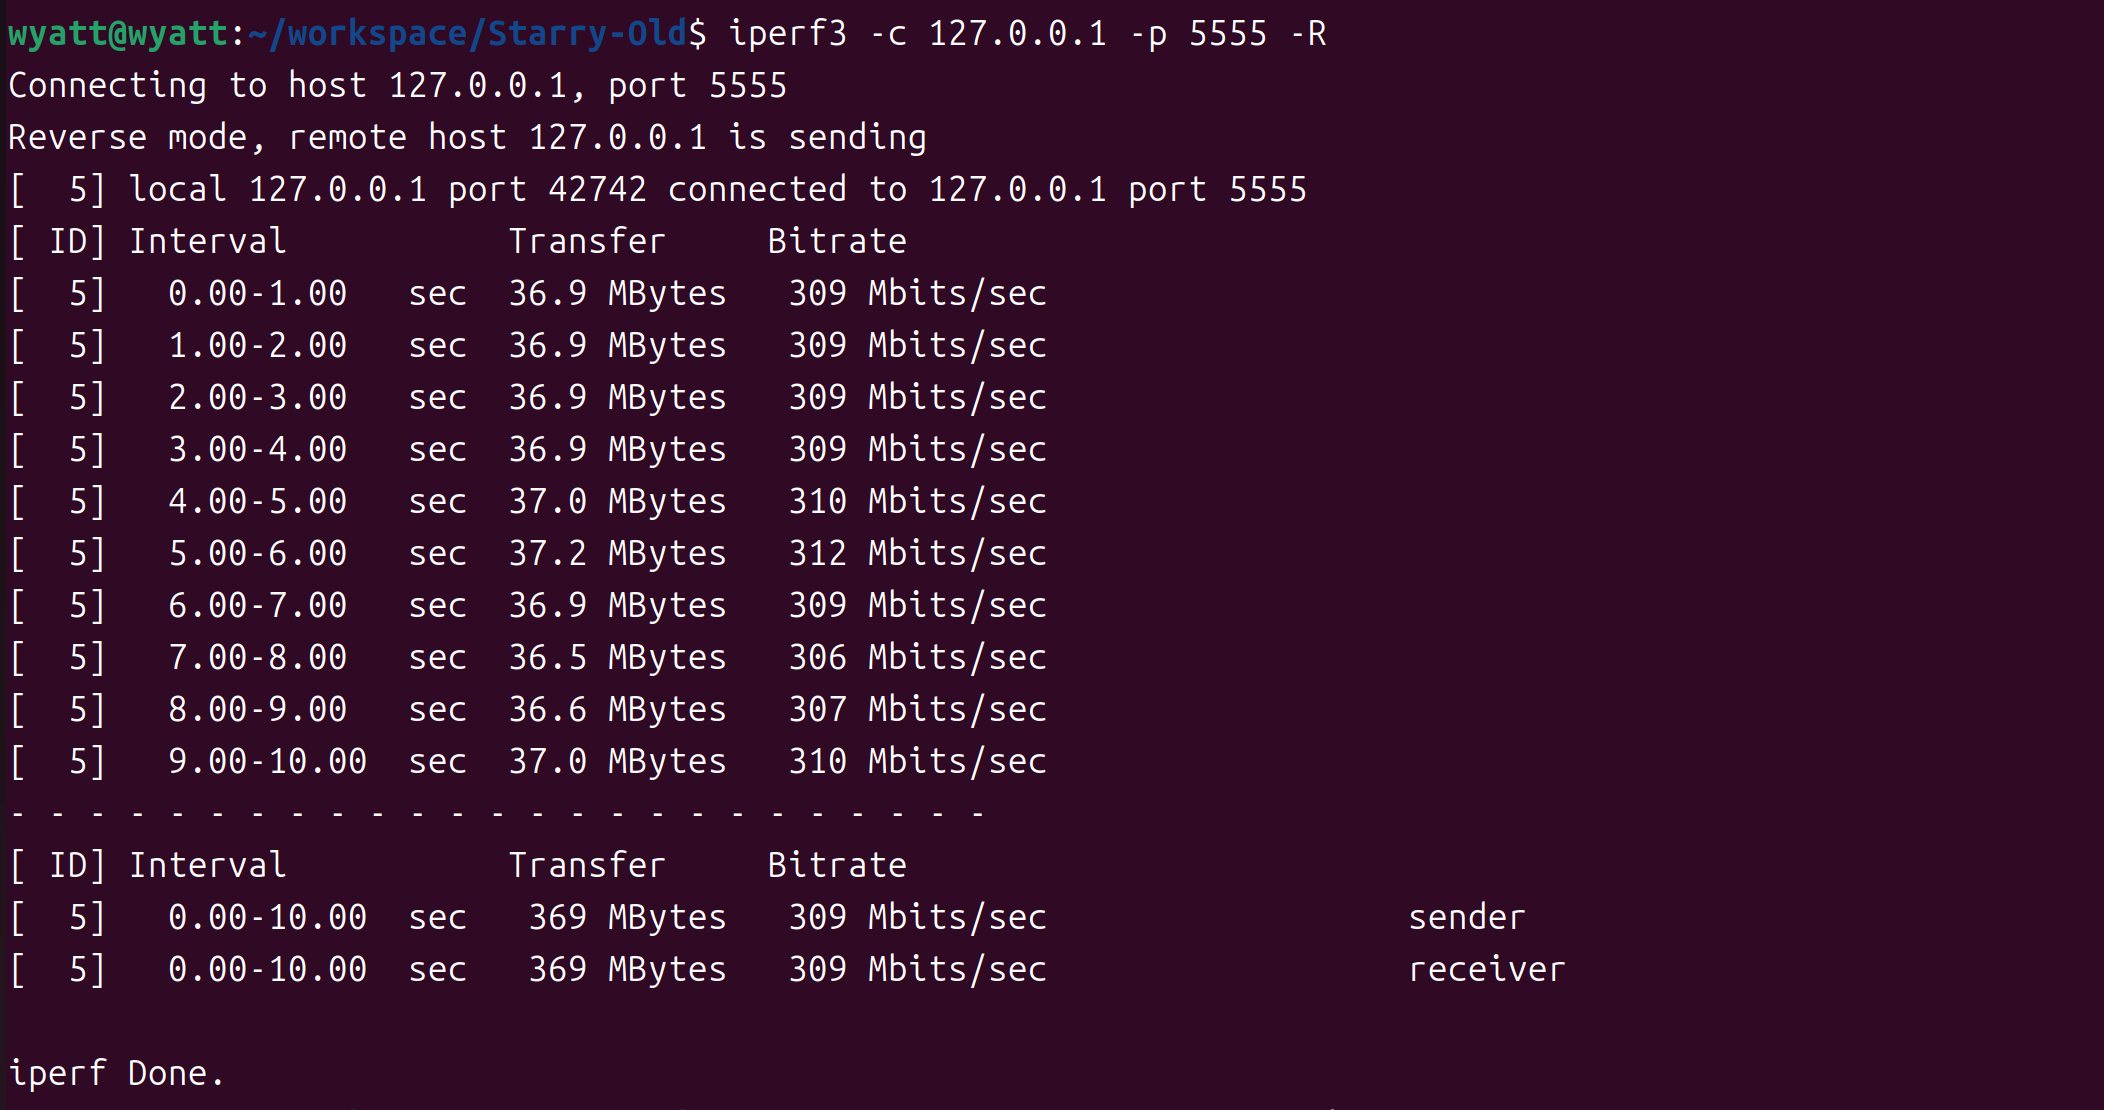 wyatt@wyatt:~/workspace/Starry-Old$ iperf3 -c 127.0.0.1 -p 5555 -R
Connecting to host 127.0.0.1, port 5555
Reverse mode, remote host 127.0.0.1 is sending
[  5] local 127.0.0.1 port 42742 connected to 127.0.0.1 port 5555
[ ID] Interval           Transfer     Bitrate
[  5]   0.00-1.00   sec  36.9 MBytes   309 Mbits/sec
[  5]   1.00-2.00   sec  36.9 MBytes   309 Mbits/sec
[  5]   2.00-3.00   sec  36.9 MBytes   309 Mbits/sec
[  5]   3.00-4.00   sec  36.9 MBytes   309 Mbits/sec
[  5]   4.00-5.00   sec  37.0 MBytes   310 Mbits/sec
[  5]   5.00-6.00   sec  37.2 MBytes   312 Mbits/sec
[  5]   6.00-7.00   sec  36.9 MBytes   309 Mbits/sec
[  5]   7.00-8.00   sec  36.5 MBytes   306 Mbits/sec
[  5]   8.00-9.00   sec  36.6 MBytes   307 Mbits/sec
[  5]   9.00-10.00  sec  37.0 MBytes   310 Mbits/sec
- - - - - - - - - - - - - - - - - - - - - - - - -
[ ID] Interval           Transfer     Bitrate
[  5]   0.00-10.00  sec   369 MBytes   309 Mbits/sec                  sender
[  5]   0.00-10.00  sec   369 MBytes   309 Mbits/sec                  receiver
iperf Done.